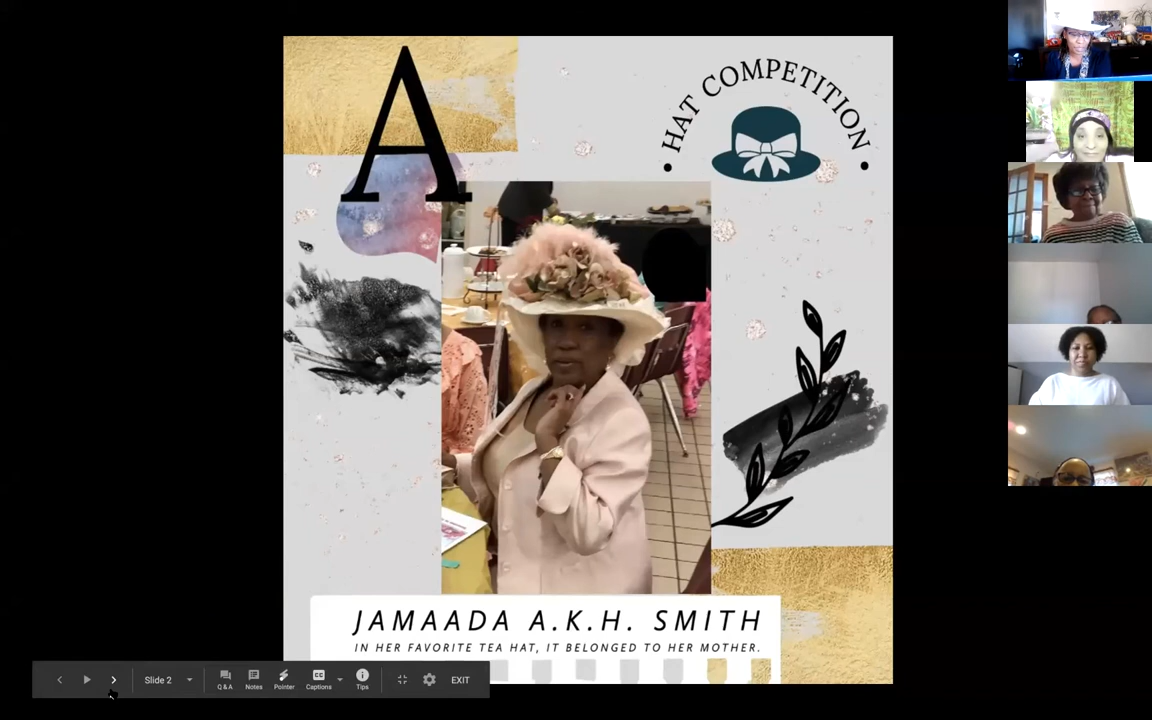 A
HAT COMPETITION
JAMAADA A.K.H. SMITH
IN HER FAVORITE TEA HAT, IT BELONGED TO HER MOTHER.
Slide 2
Q & A
Notes
Pointer
Captions
Tips
EXIT